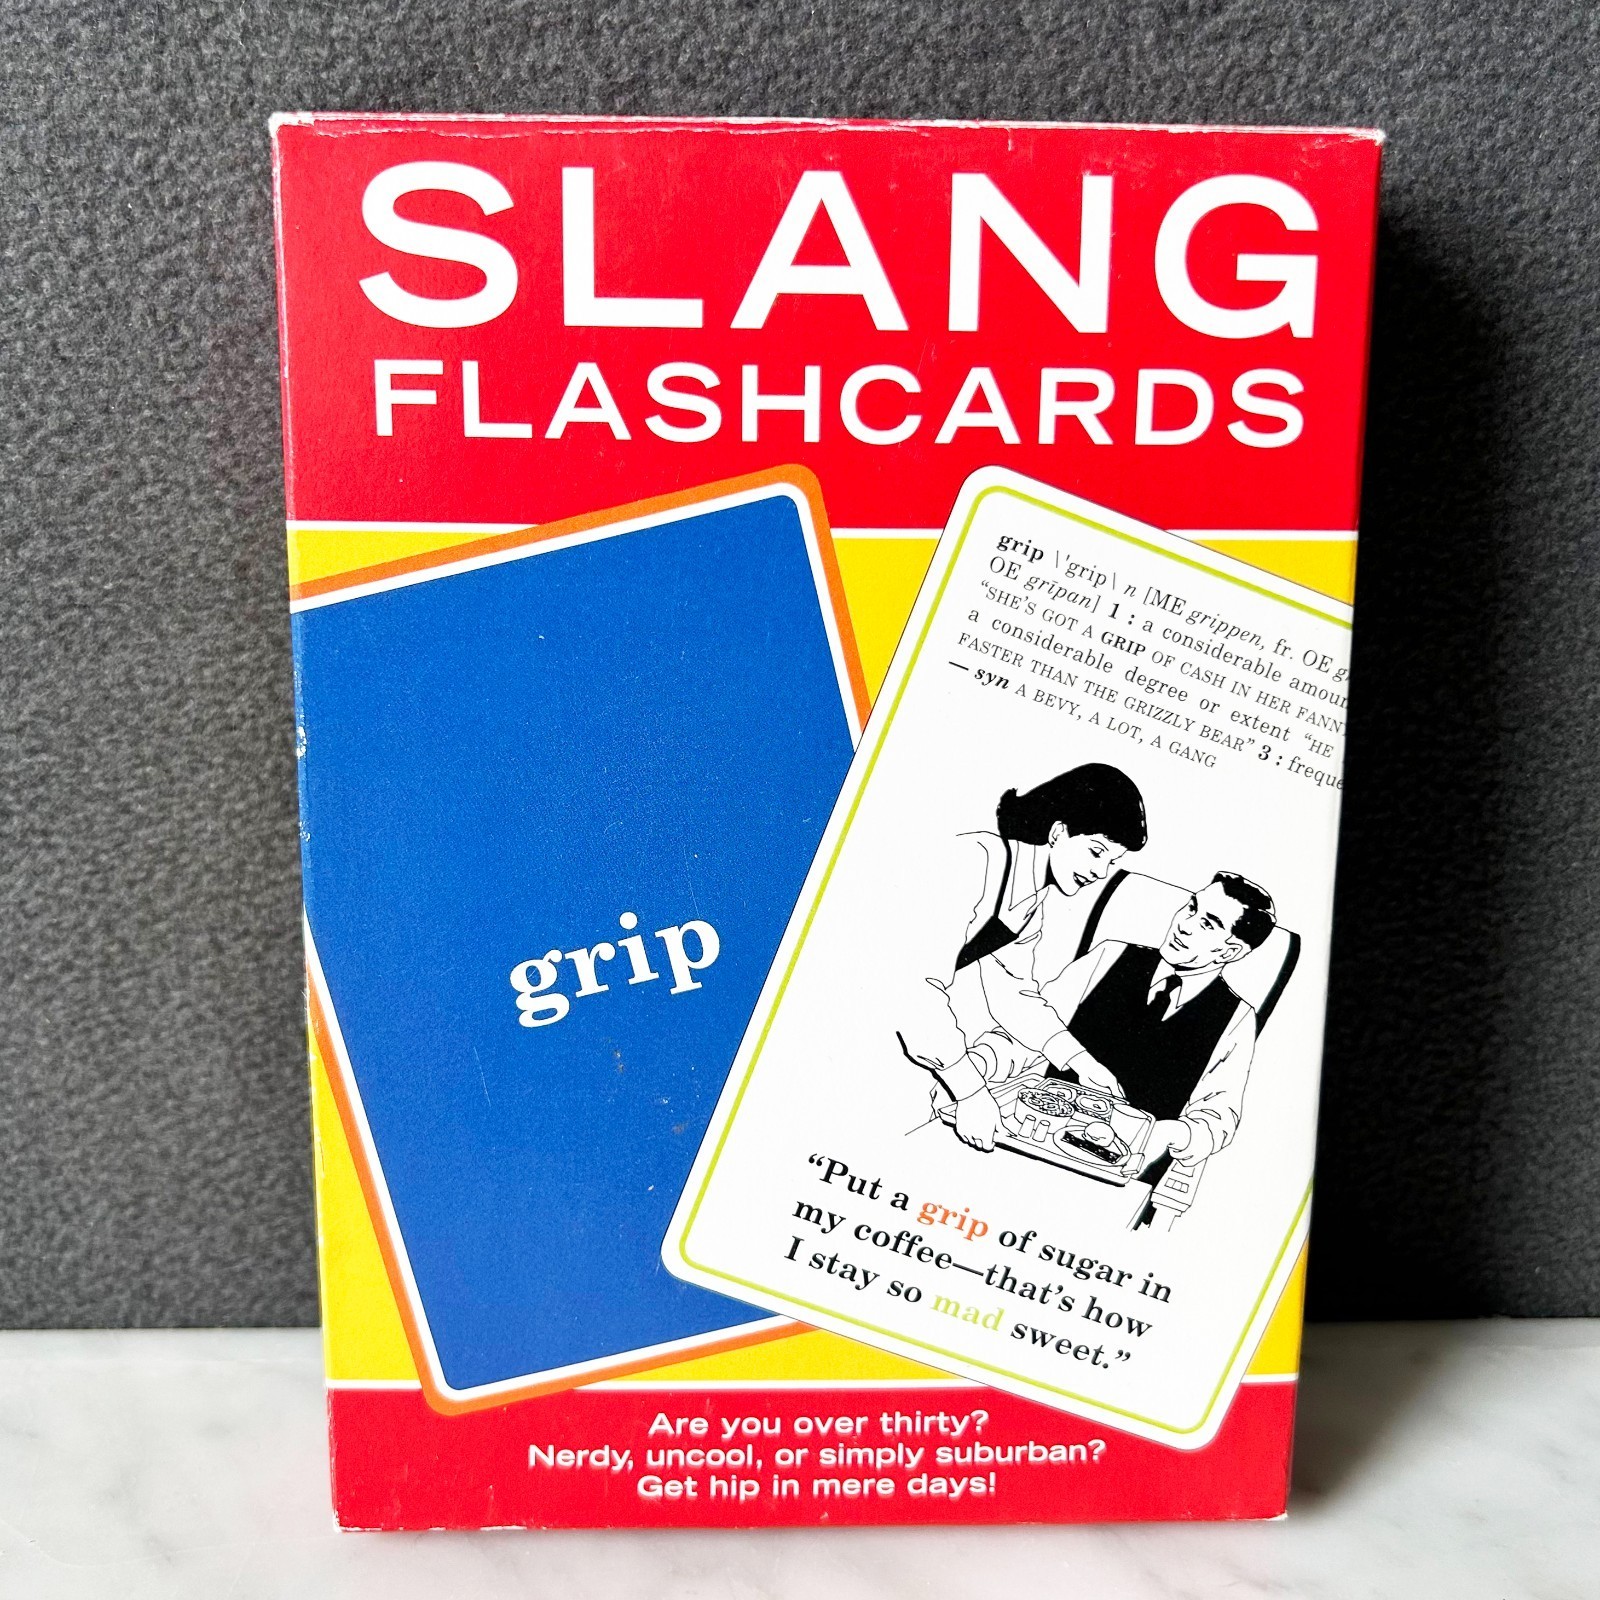 SLANG
FLASHCARDS
grip
grip \'grip\ n [ME grippen, fr. OE
OE grīpan] 1 : a considerable
"SHE'S GOT A GRIP OF CASH IN HER
a considerable degree or extent "HE
FASTER THAN THE GRIZZLY BEAR" 3 :
— syn A BEVY, A LOT, A GANG
"Put a grip of sugar in
my coffee—that's how
I stay so mad sweet."
Are you over thirty?
Nerdy, uncool, or simply suburban?
Get hip in mere days!